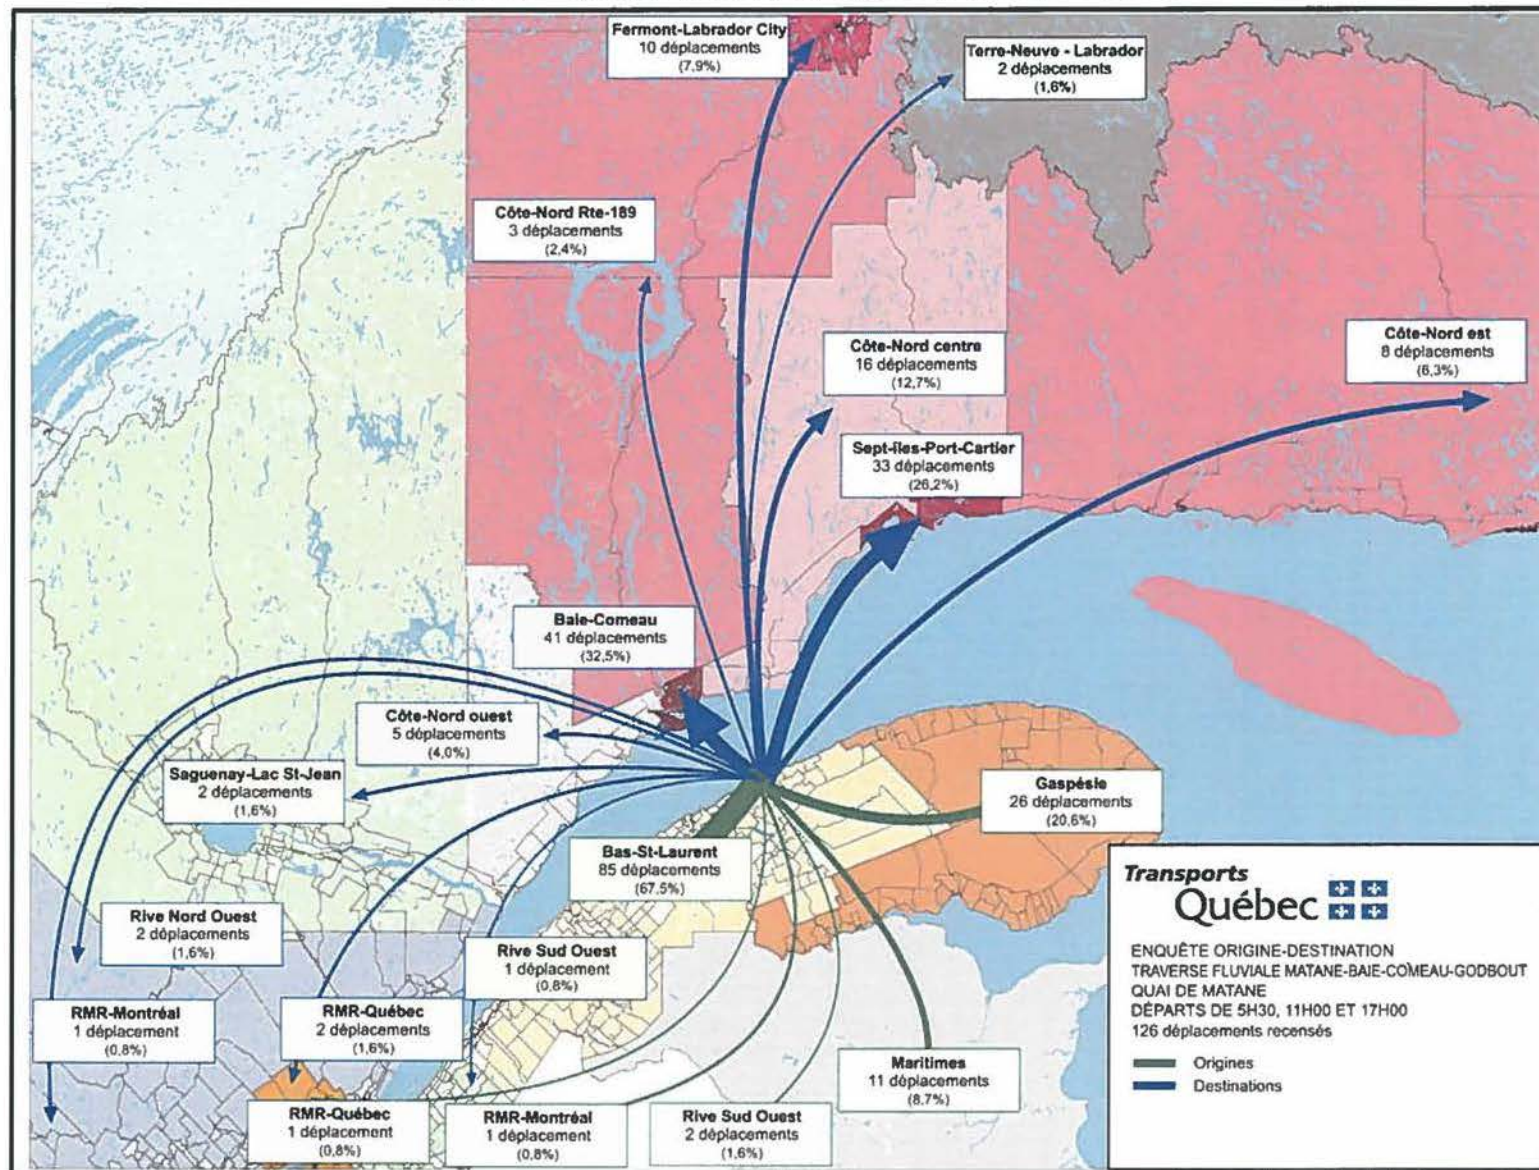 Fermont-Labrador City
10 déplacements
(7,9%)
Terre-Neuve - Labrador
2 déplacements
(1,6%)
Côte-Nord Rte-189
3 déplacements
(2,4%)
Côte-Nord centre
16 déplacements
(12,7%)
Côte-Nord est
8 déplacements
(6,3%)
Sept-îles-Port-Cartier
33 déplacements
(26,2%)
Baie-Comeau
41 déplacements
(32,5%)
Côte-Nord ouest
5 déplacements
(4,0%)
Saguenay-Lac St-Jean
2 déplacements
(1,6%)
Gaspésie
26 déplacements
(20,6%)
Bas-St-Laurent
85 déplacements
(67,5%)
Rive Nord Ouest
2 déplacements
(1,6%)
Rive Sud Ouest
1 déplacement
(0,8%)
RMR-Montréal
1 déplacement
(0,8%)
RMR-Québec
2 déplacements
(1,6%)
Maritimes
11 déplacements
(8,7%)
RMR-Québec
1 déplacement
(0,8%)
RMR-Montréal
1 déplacement
(0,8%)
Rive Sud Ouest
2 déplacements
(1,6%)
Transports
Québec
ENQUÊTE ORIGINE-DESTINATION
TRAVERSE FLUVIALE MATANE-BAIE-COMEAU-GODBOUT
QUAI DE MATANE
DÉPARTS DE 5H30, 11H00 ET 17H00
126 déplacements recensés
Origines
Destinations